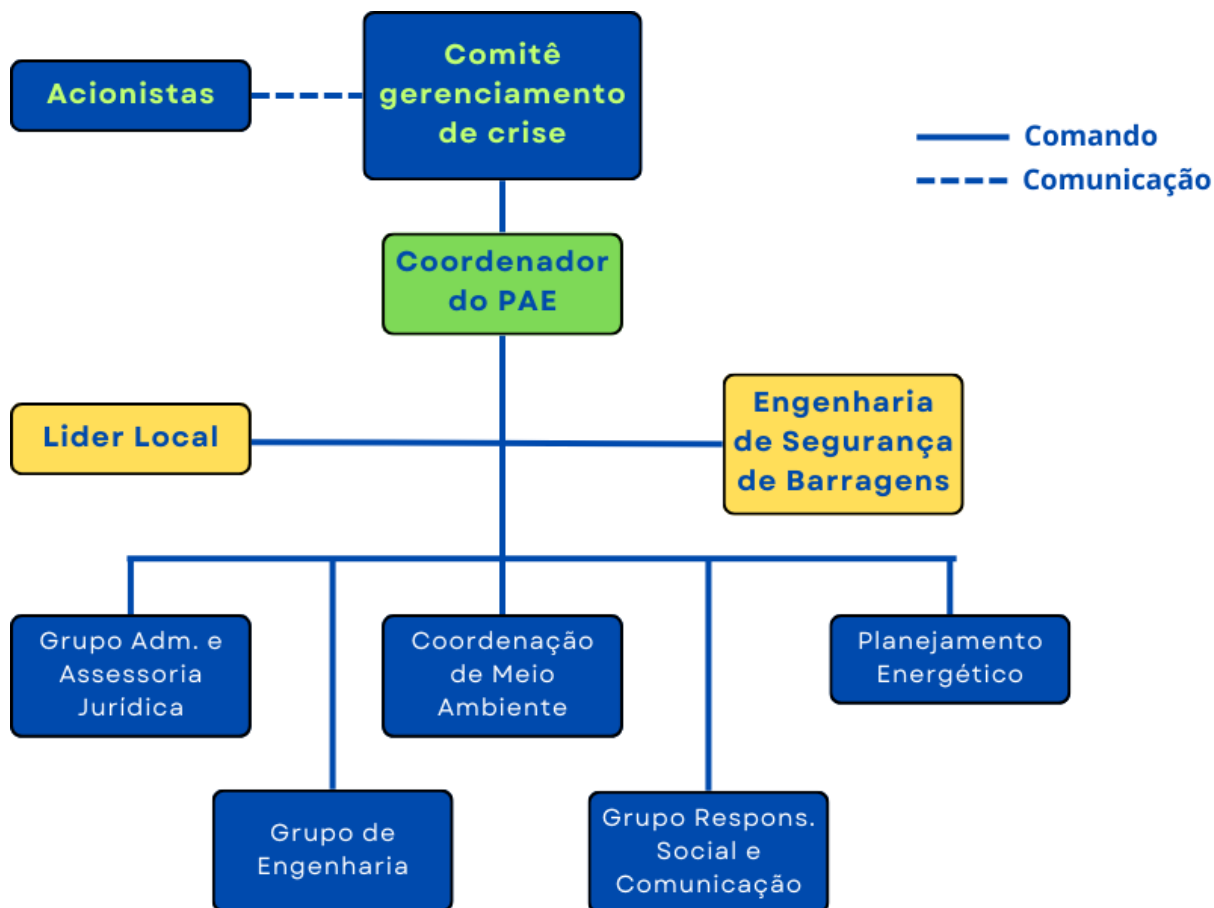 Comitê
gerenciamento
de crise
Acionistas
Comando
Comunicação
Coordenador
do PAE
Lider Local
Engenharia
de Segurança
de Barragens
Grupo Adm. e
Assessoria
Jurídica
Coordenação
de Meio
Ambiente
Planejamento
Energético
Grupo de
Engenharia
Grupo Respons.
Social e
Comunicação